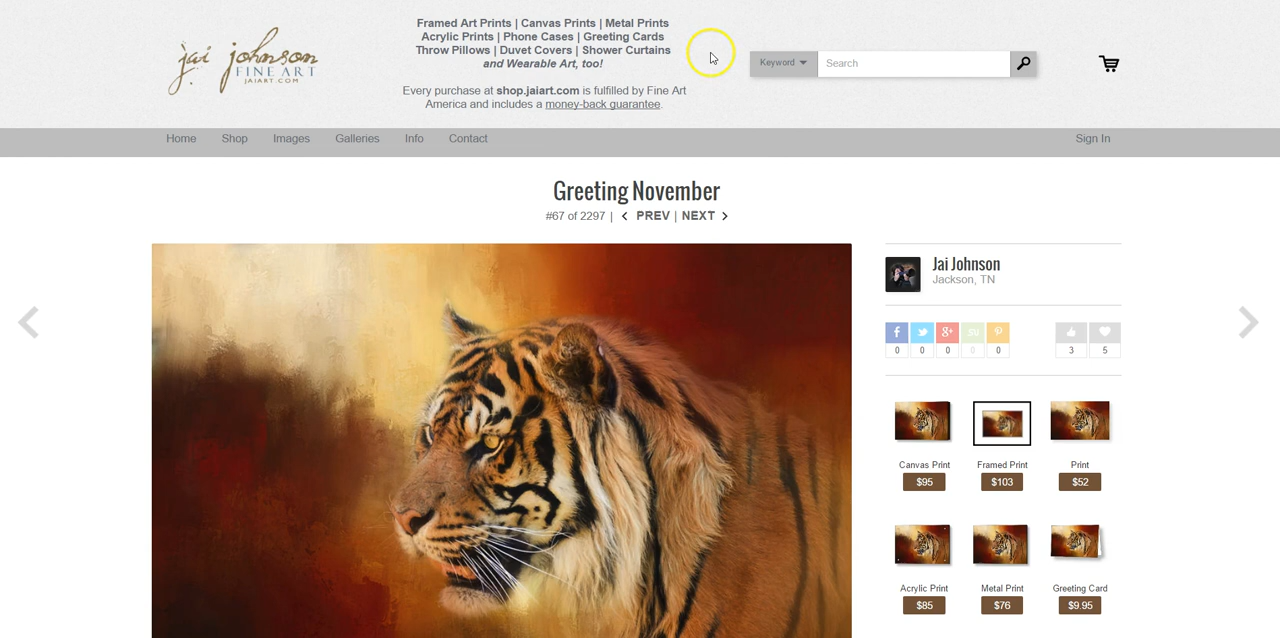 jai johnson
FINE ART
JAIART.COM
Framed Art Prints | Canvas Prints | Metal Prints
Acrylic Prints | Phone Cases | Greeting Cards
Throw Pillows | Duvet Covers | Shower Curtains
and Wearable Art, too!
Every purchase at shop.jaiart.com is fulfilled by Fine Art
America and includes a money-back guarantee.
Keyword
Search
Home Shop Images Galleries Info Contact Sign In
Greeting November
#67 of 2297 | PREV | NEXT
Jai Johnson
Jackson, TN
f g+ su p
0 0 0 0 0 3 5
Canvas Print Framed Print Print
$95 $103 $52
Acrylic Print Metal Print Greeting Card
$85 $76 $9.95